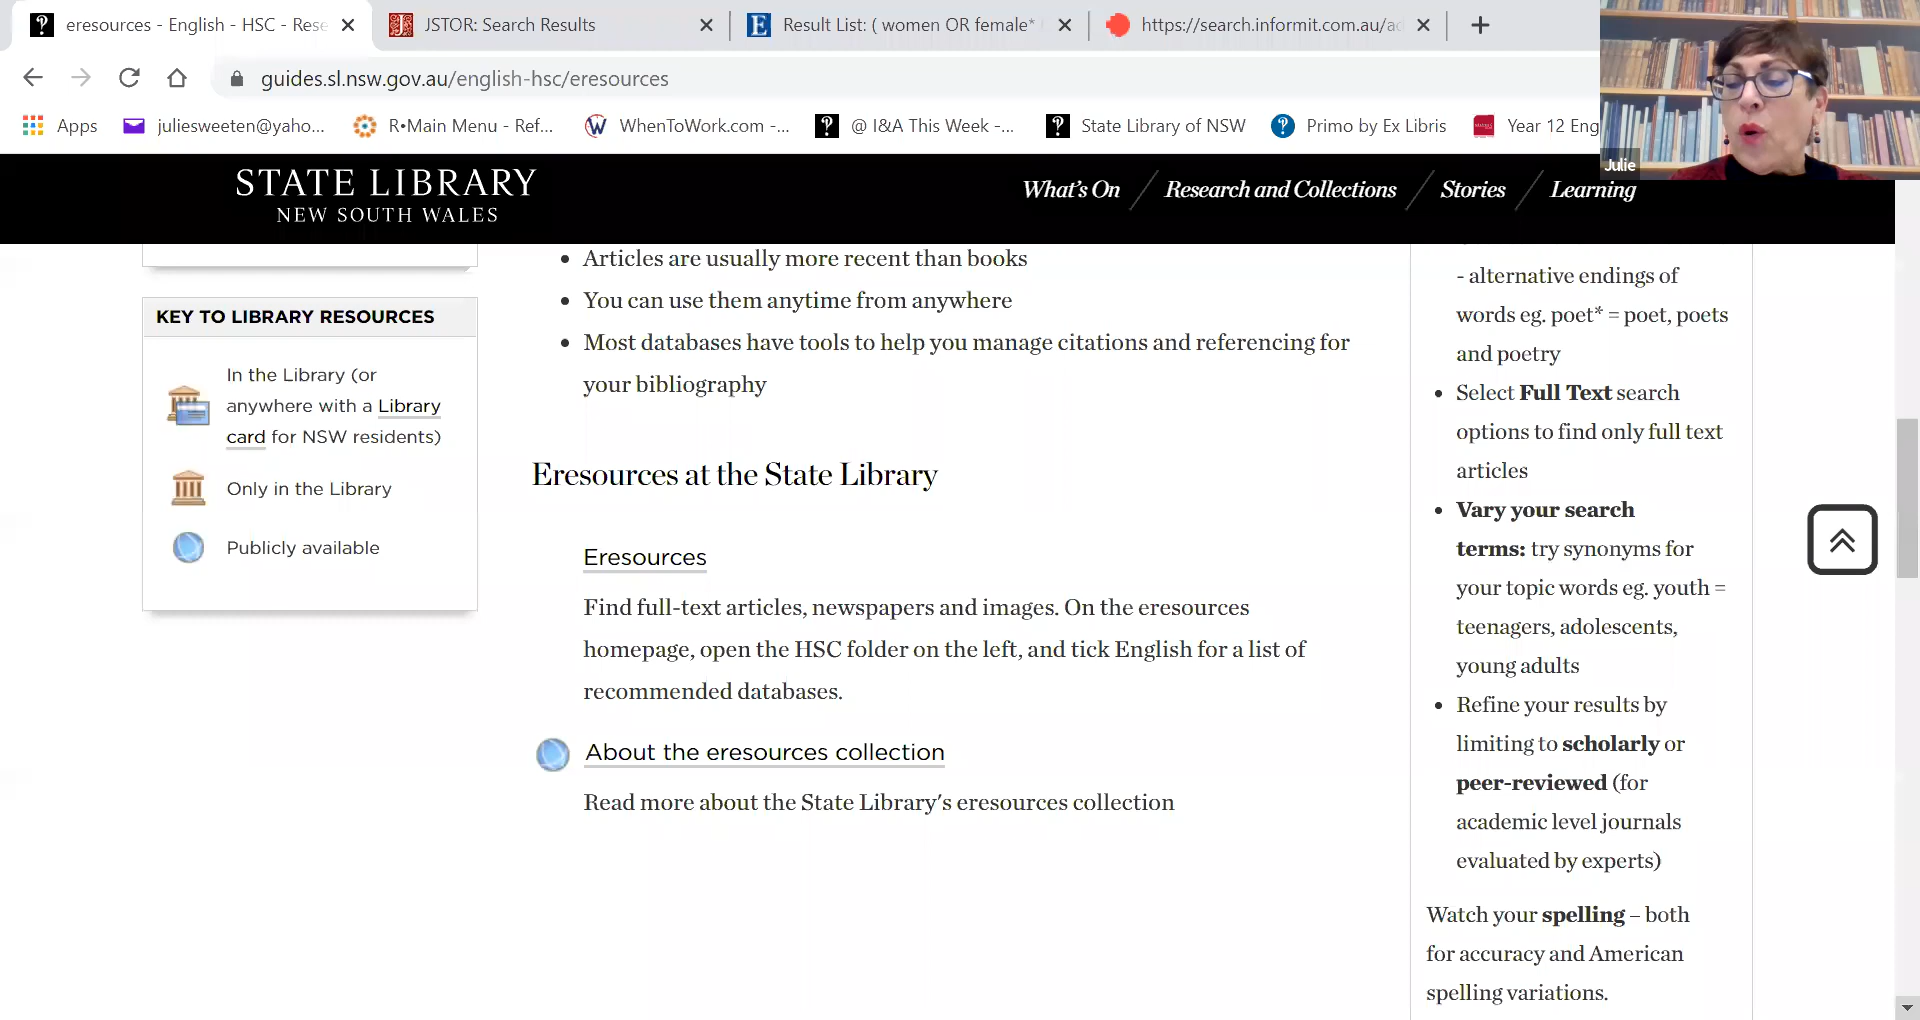 eresources - English - HSC - Rese
JSTOR: Search Results
Result List: ( women OR female*
https://search.informit.com.au/ad
guides.sl.nsw.gov.au/english-hsc/eresources
Apps
juliesweeten@yaho...
R•Main Menu - Ref...
WhenToWork.com -...
@ I&A This Week -...
State Library of NSW
Primo by Ex Libris
Year 12 Eng
Julie
STATE LIBRARY
NEW SOUTH WALES
What's On
Research and Collections
Stories
Learning
KEY TO LIBRARY RESOURCES
In the Library (or
anywhere with a Library
card for NSW residents)
Only in the Library
Publicly available
• Articles are usually more recent than books
• You can use them anytime from anywhere
• Most databases have tools to help you manage citations and referencing for
your bibliography
Eresources at the State Library
Eresources
Find full-text articles, newspapers and images. On the eresources
homepage, open the HSC folder on the left, and tick English for a list of
recommended databases.
About the eresources collection
Read more about the State Library's eresources collection
- alternative endings of
words eg. poet* = poet, poets
and poetry
• Select Full Text search
options to find only full text
articles
• Vary your search
terms: try synonyms for
your topic words eg. youth =
teenagers, adolescents,
young adults
• Refine your results by
limiting to scholarly or
peer-reviewed (for
academic level journals
evaluated by experts)
Watch your spelling – both
for accuracy and American
spelling variations.